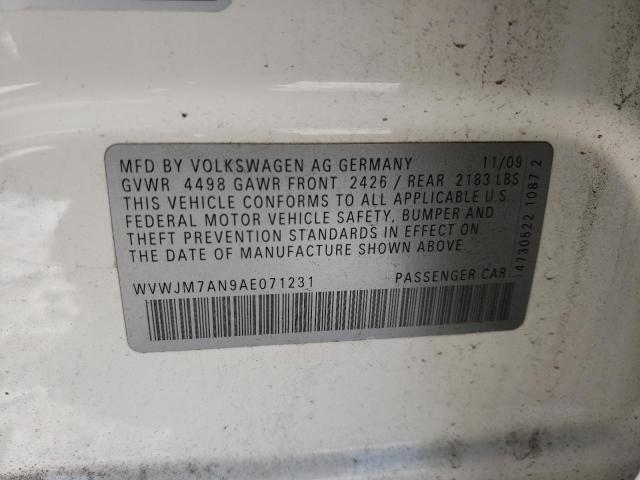 MFD BY VOLKSWAGEN AG GERMANY 11/09
GVWR 4498 GAWR FRONT 2426 / REAR 2183 LBS
THIS VEHICLE CONFORMS TO ALL APPLICABLE U.S.
FEDERAL MOTOR VEHICLE SAFETY, BUMPER AND
THEFT PREVENTION STANDARDS IN EFFECT ON
THE DATE OF MANUFACTURE SHOWN ABOVE.
WVWJM7AN9AE071231 PASSENGER CAR
4730522 1087 2